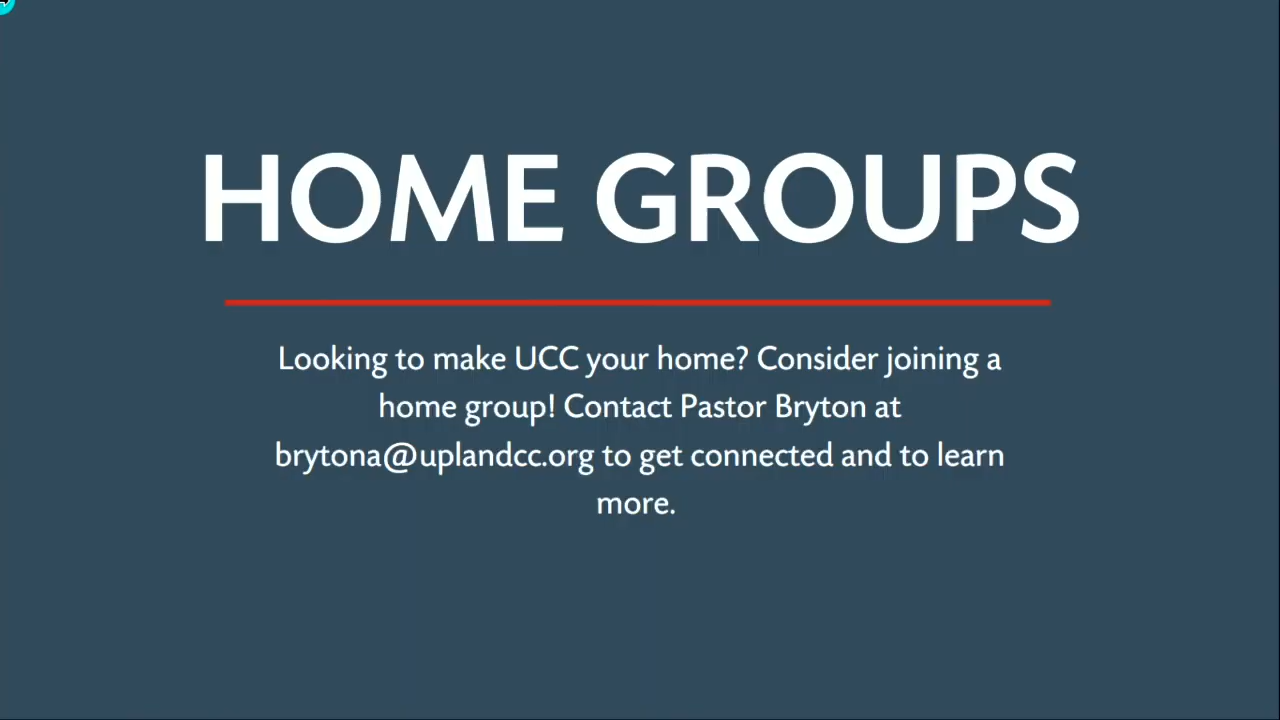 HOME GROUPS
Looking to make UCC your home? Consider joining a
home group! Contact Pastor Bryton at
brytona@uplandcc.org to get connected and to learn
more.